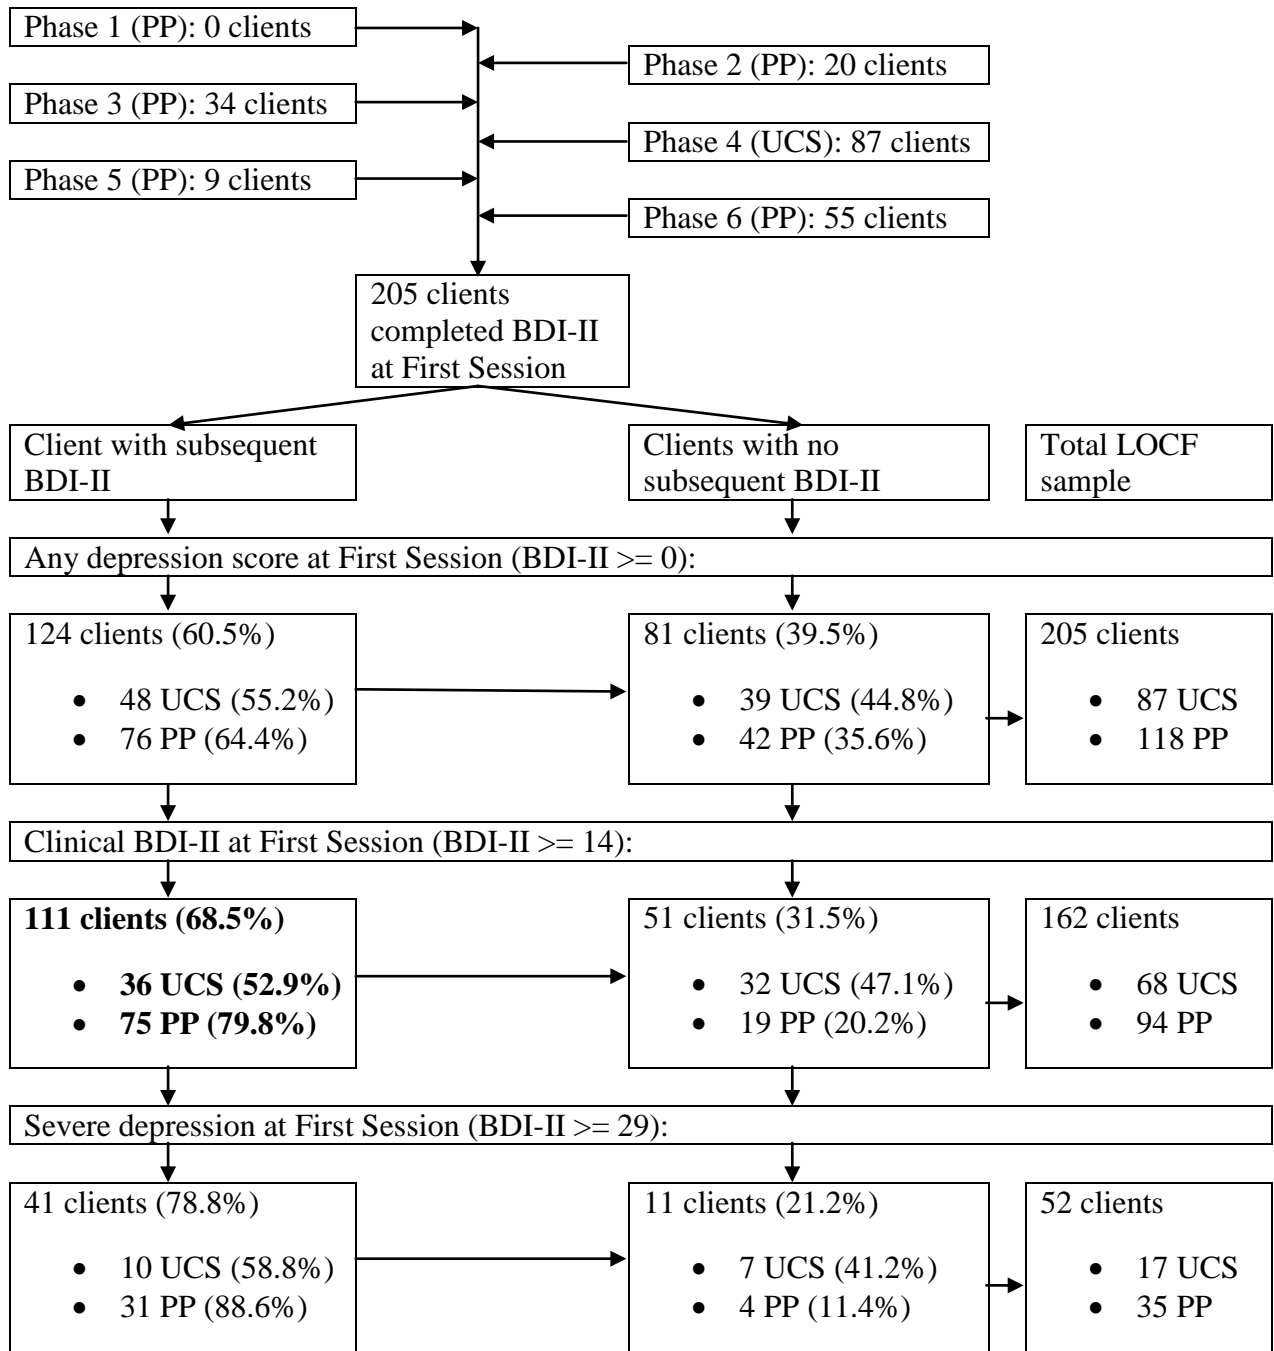 Phase 1 (PP): 0 clients
Phase 2 (PP): 20 clients
Phase 3 (PP): 34 clients
Phase 4 (UCS): 87 clients
Phase 5 (PP): 9 clients
Phase 6 (PP): 55 clients
205 clients
completed BDI-II
at First Session
Client with subsequent
BDI-II
Clients with no
subsequent BDI-II
Total LOCF
sample
Any depression score at First Session (BDI-II >= 0):
124 clients (60.5%)
• 48 UCS (55.2%)
• 76 PP (64.4%)
81 clients (39.5%)
• 39 UCS (44.8%)
• 42 PP (35.6%)
205 clients
• 87 UCS
• 118 PP
Clinical BDI-II at First Session (BDI-II >= 14):
111 clients (68.5%)
• 36 UCS (52.9%)
• 75 PP (79.8%)
51 clients (31.5%)
• 32 UCS (47.1%)
• 19 PP (20.2%)
162 clients
• 68 UCS
• 94 PP
Severe depression at First Session (BDI-II >= 29):
41 clients (78.8%)
• 10 UCS (58.8%)
• 31 PP (88.6%)
11 clients (21.2%)
• 7 UCS (41.2%)
• 4 PP (11.4%)
52 clients
• 17 UCS
• 35 PP